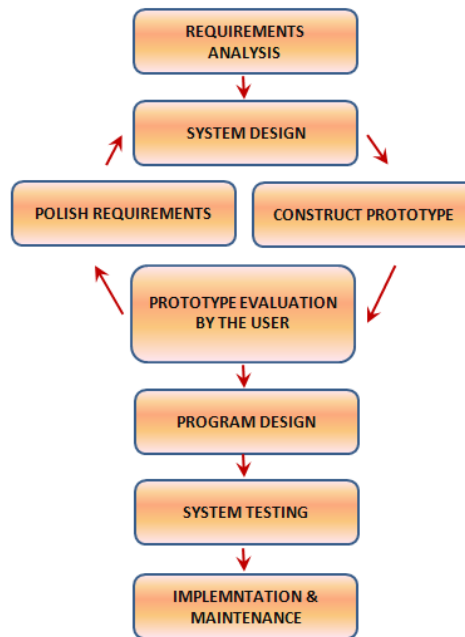 REQUIREMENTS
ANALYSIS
SYSTEM DESIGN
POLISH REQUIREMENTS
CONSTRUCT PROTOTYPE
PROTOTYPE EVALUATION
BY THE USER
PROGRAM DESIGN
SYSTEM TESTING
IMPLEMNTATION &
MAINTENANCE